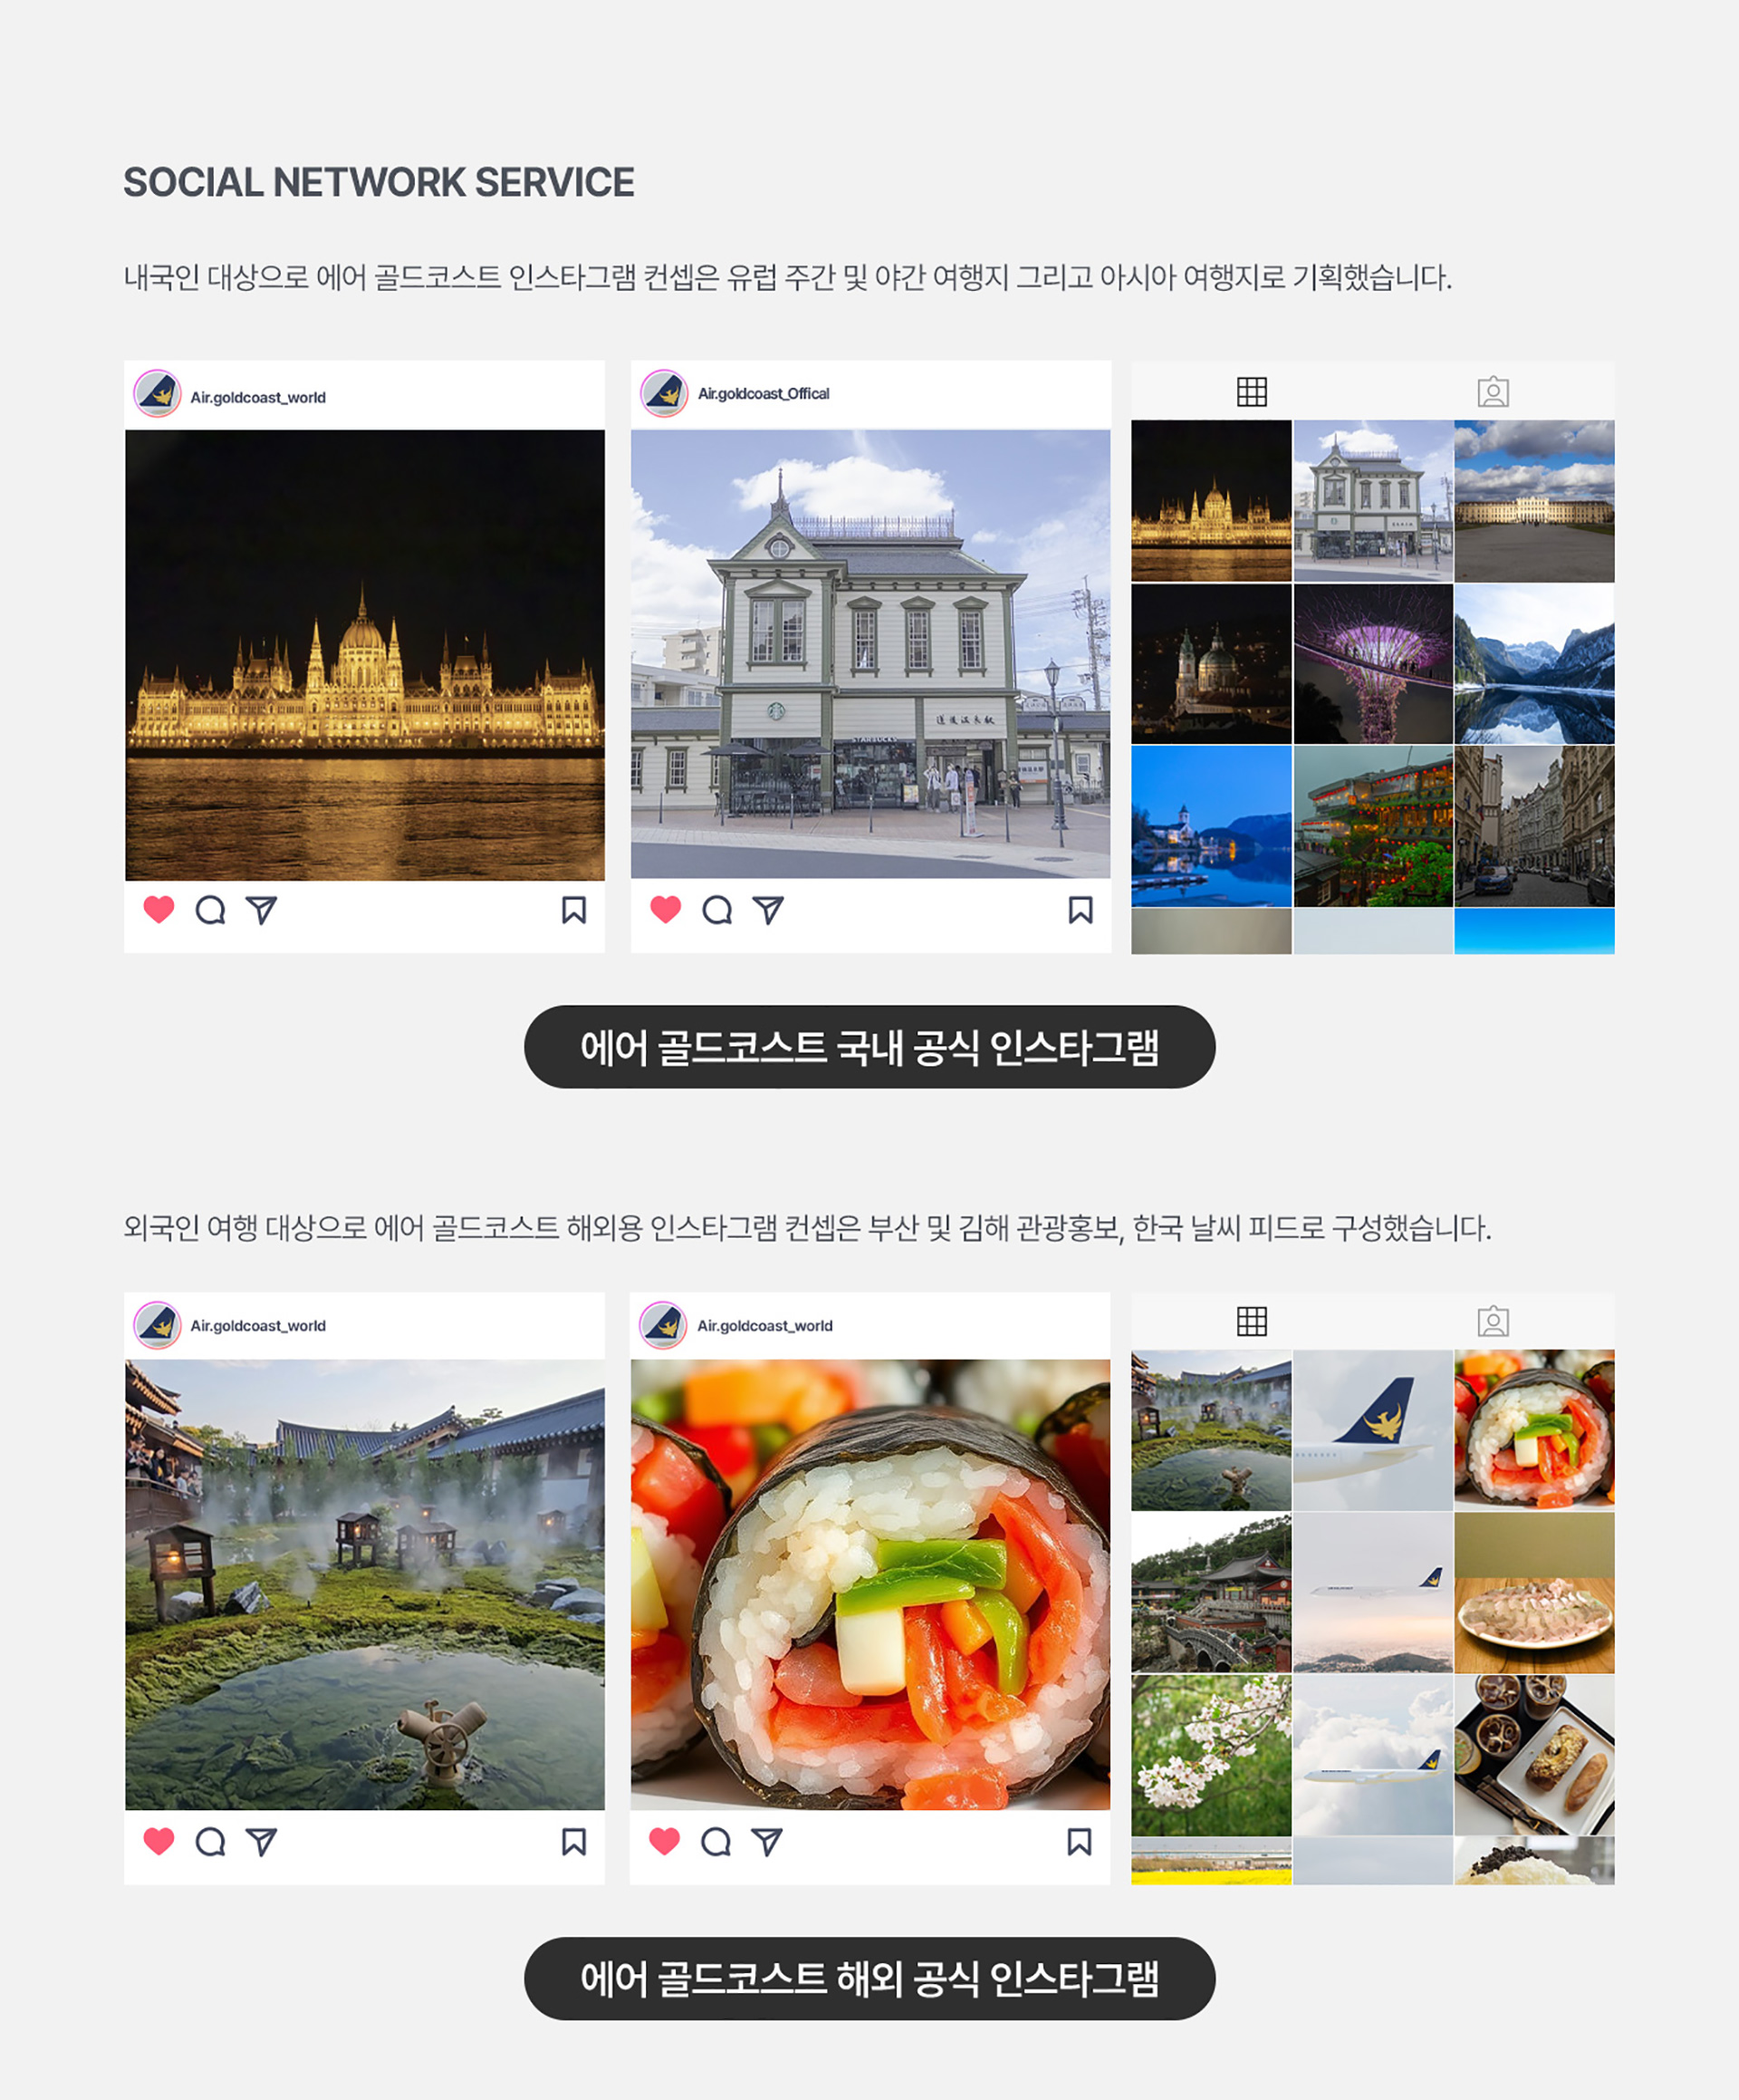 SOCIAL NETWORK SERVICE
내국인 대상으로 에어 골드코스트 인스타그램 컨셉은 유럽 주간 및 야간 여행지 그리고 아시아 여행지로 기획했습니다.
Air.goldcoast_world
Air.goldcoast_Offical
道後温泉駅
STARBUCKS
에어 골드코스트 국내 공식 인스타그램
외국인 여행 대상으로 에어 골드코스트 해외용 인스타그램 컨셉은 부산 및 김해 관광홍보, 한국 날씨 피드로 구성했습니다.
Air.goldcoast_world
Air.goldcoast_world
에어 골드코스트 해외 공식 인스타그램